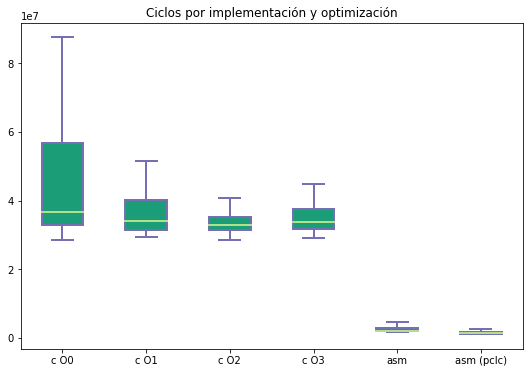 Ciclos por implementación y optimización
1e7
8
6
4
2
0
c O0
c O1
c O2
c O3
asm
asm (pclc)